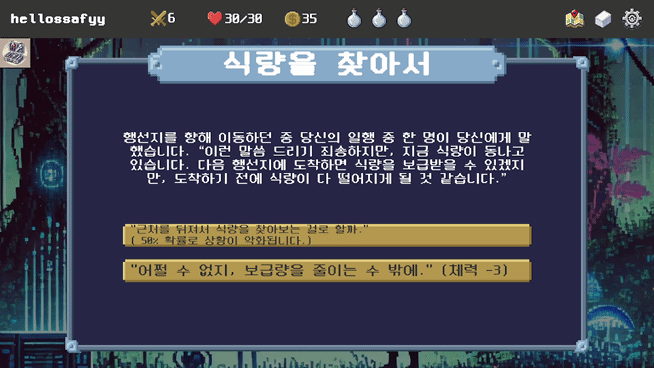 hellossafyy 6 30/30 35
식량을 찾아서
행선지를 향해 이동하던 중 당신의 일행 중 한 명이 당신에게 말
했습니다. "이런 말씀 드리기 죄송하지만, 지금 식량이 동나고
있습니다. 다음 행선지에 도착하면 식량을 보급받을 수 있겠지
만, 도착하기 전에 식량이 다 떨어지게 될 것 같습니다."
"근처를 뒤져서 식량을 찾아보는 걸로 할까."
( 50% 확률로 상황이 악화됩니다.)
"어쩔 수 없지, 보급량을 줄이는 수 밖에." (체력 -3)